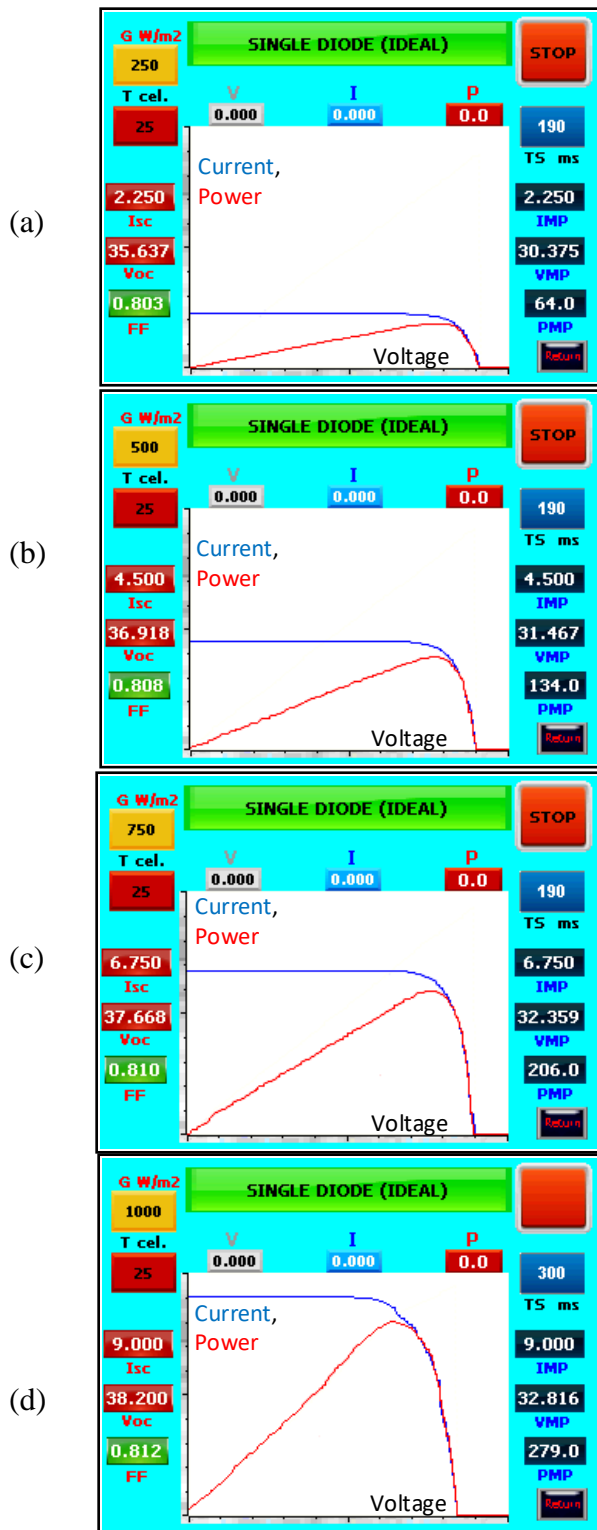 (a)
G W/m2
SINGLE DIODE (IDEAL)
STOP
250
T cel.
V I P
25
0.000 0.000 0.0
190
TS ms
Current,
Power
2.250
Isc
2.250
IMP
35.637
Voc
30.375
VMP
0.803
FF
64.0
PMP
Voltage
Return
(b)
G W/m2
SINGLE DIODE (IDEAL)
STOP
500
T cel.
V I P
25
0.000 0.000 0.0
190
TS ms
Current,
Power
4.500
Isc
4.500
IMP
36.918
Voc
31.467
VMP
0.808
FF
134.0
PMP
Voltage
Return
(c)
G W/m2
SINGLE DIODE (IDEAL)
STOP
750
T cel.
V I P
25
0.000 0.000 0.0
190
TS ms
Current,
Power
6.750
Isc
6.750
IMP
37.668
Voc
32.359
VMP
0.810
FF
206.0
PMP
Voltage
Return
(d)
G W/m2
SINGLE DIODE (IDEAL)
1000
T cel.
V I P
25
0.000 0.000 0.0
300
TS ms
Current,
Power
9.000
Isc
9.000
IMP
38.200
Voc
32.816
VMP
0.812
FF
279.0
PMP
Voltage
Return